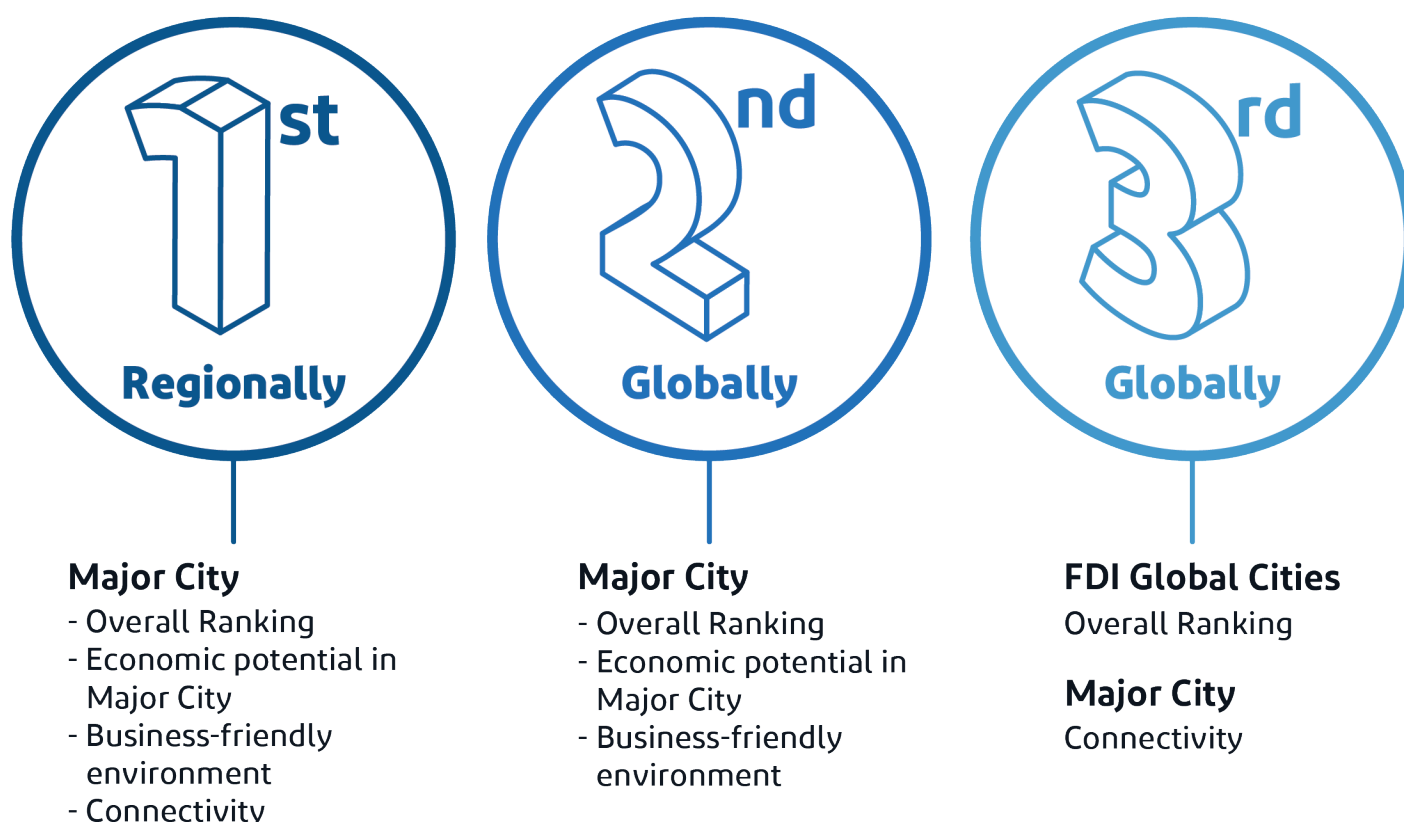 1st
Regionally
Major City
- Overall Ranking
- Economic potential in
Major City
- Business-friendly
environment
- Connectivity
2nd
Globally
Major City
- Overall Ranking
- Economic potential in
Major City
- Business-friendly
environment
3rd
Globally
FDI Global Cities
Overall Ranking
Major City
Connectivity